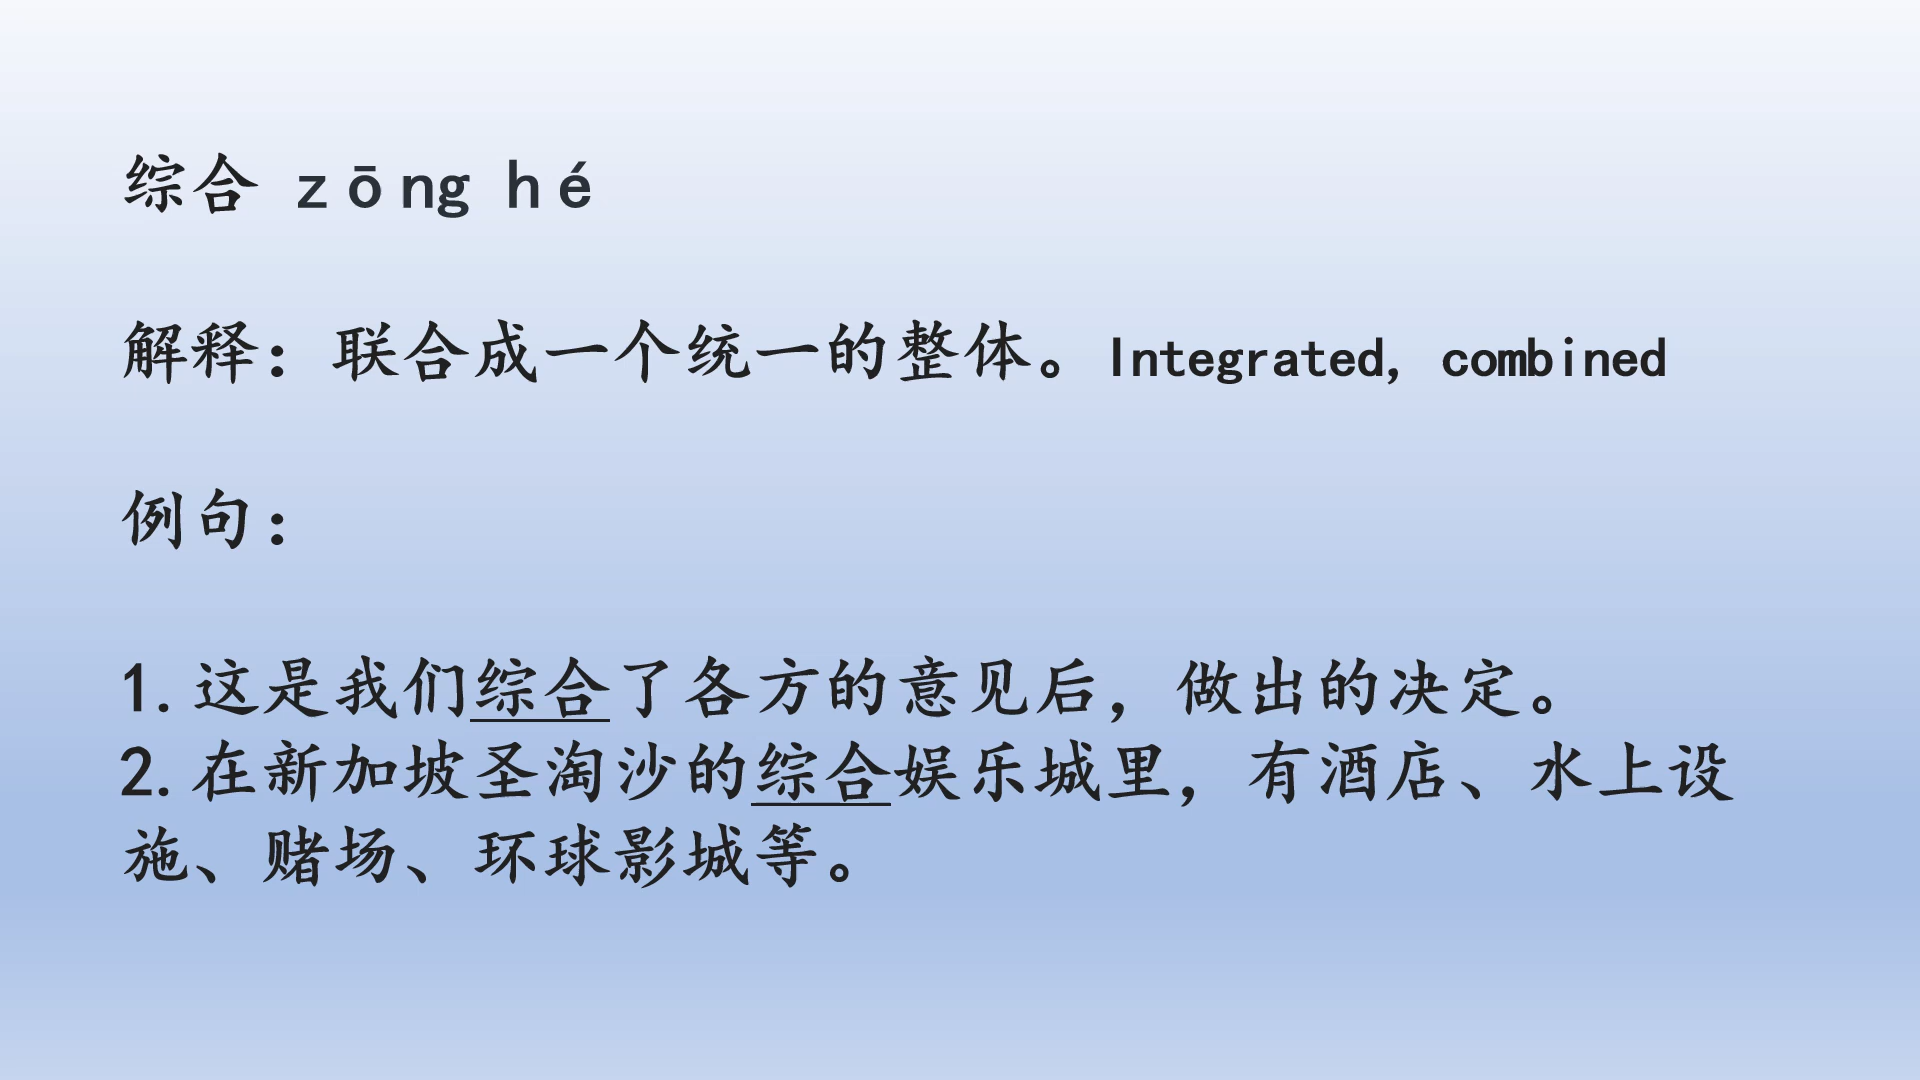 综合 zōng hé
解释：联合成一个统一的整体。Integrated, combined
例句：
1.这是我们综合了各方的意见后，做出的决定。
2.在新加坡圣淘沙的综合娱乐城里，有酒店、水上设
施、赌场、环球影城等。